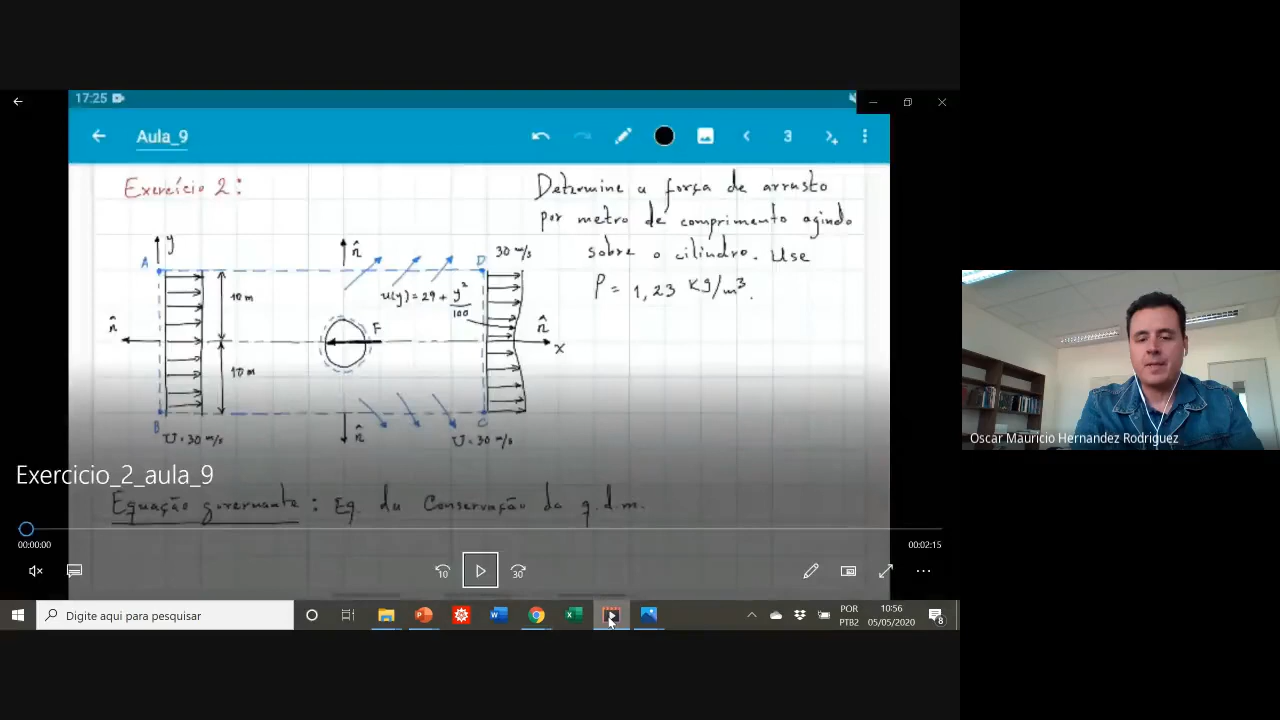 17:25
Aula_9
3
Exercício 2:
Determine a força de arrasto
por metro de comprimento agindo
sobre o cilindro. Use
ρ = 1,23 Kg/m³.
y
A
n̂
D
30 m/s
10 m
u(y) = 29 + y²/100
n̂
F
n̂
x
10 m
B
n̂
C
U = 30 m/s
U = 30 m/s
Exercicio_2_aula_9
Equação governante: Eq. da Conservação da q.d.m.
00:00:00
00:02:15
10
30
Oscar Mauricio Hernandez Rodriguez
Digite aqui para pesquisar
POR
PTB2
10:56
05/05/2020
8